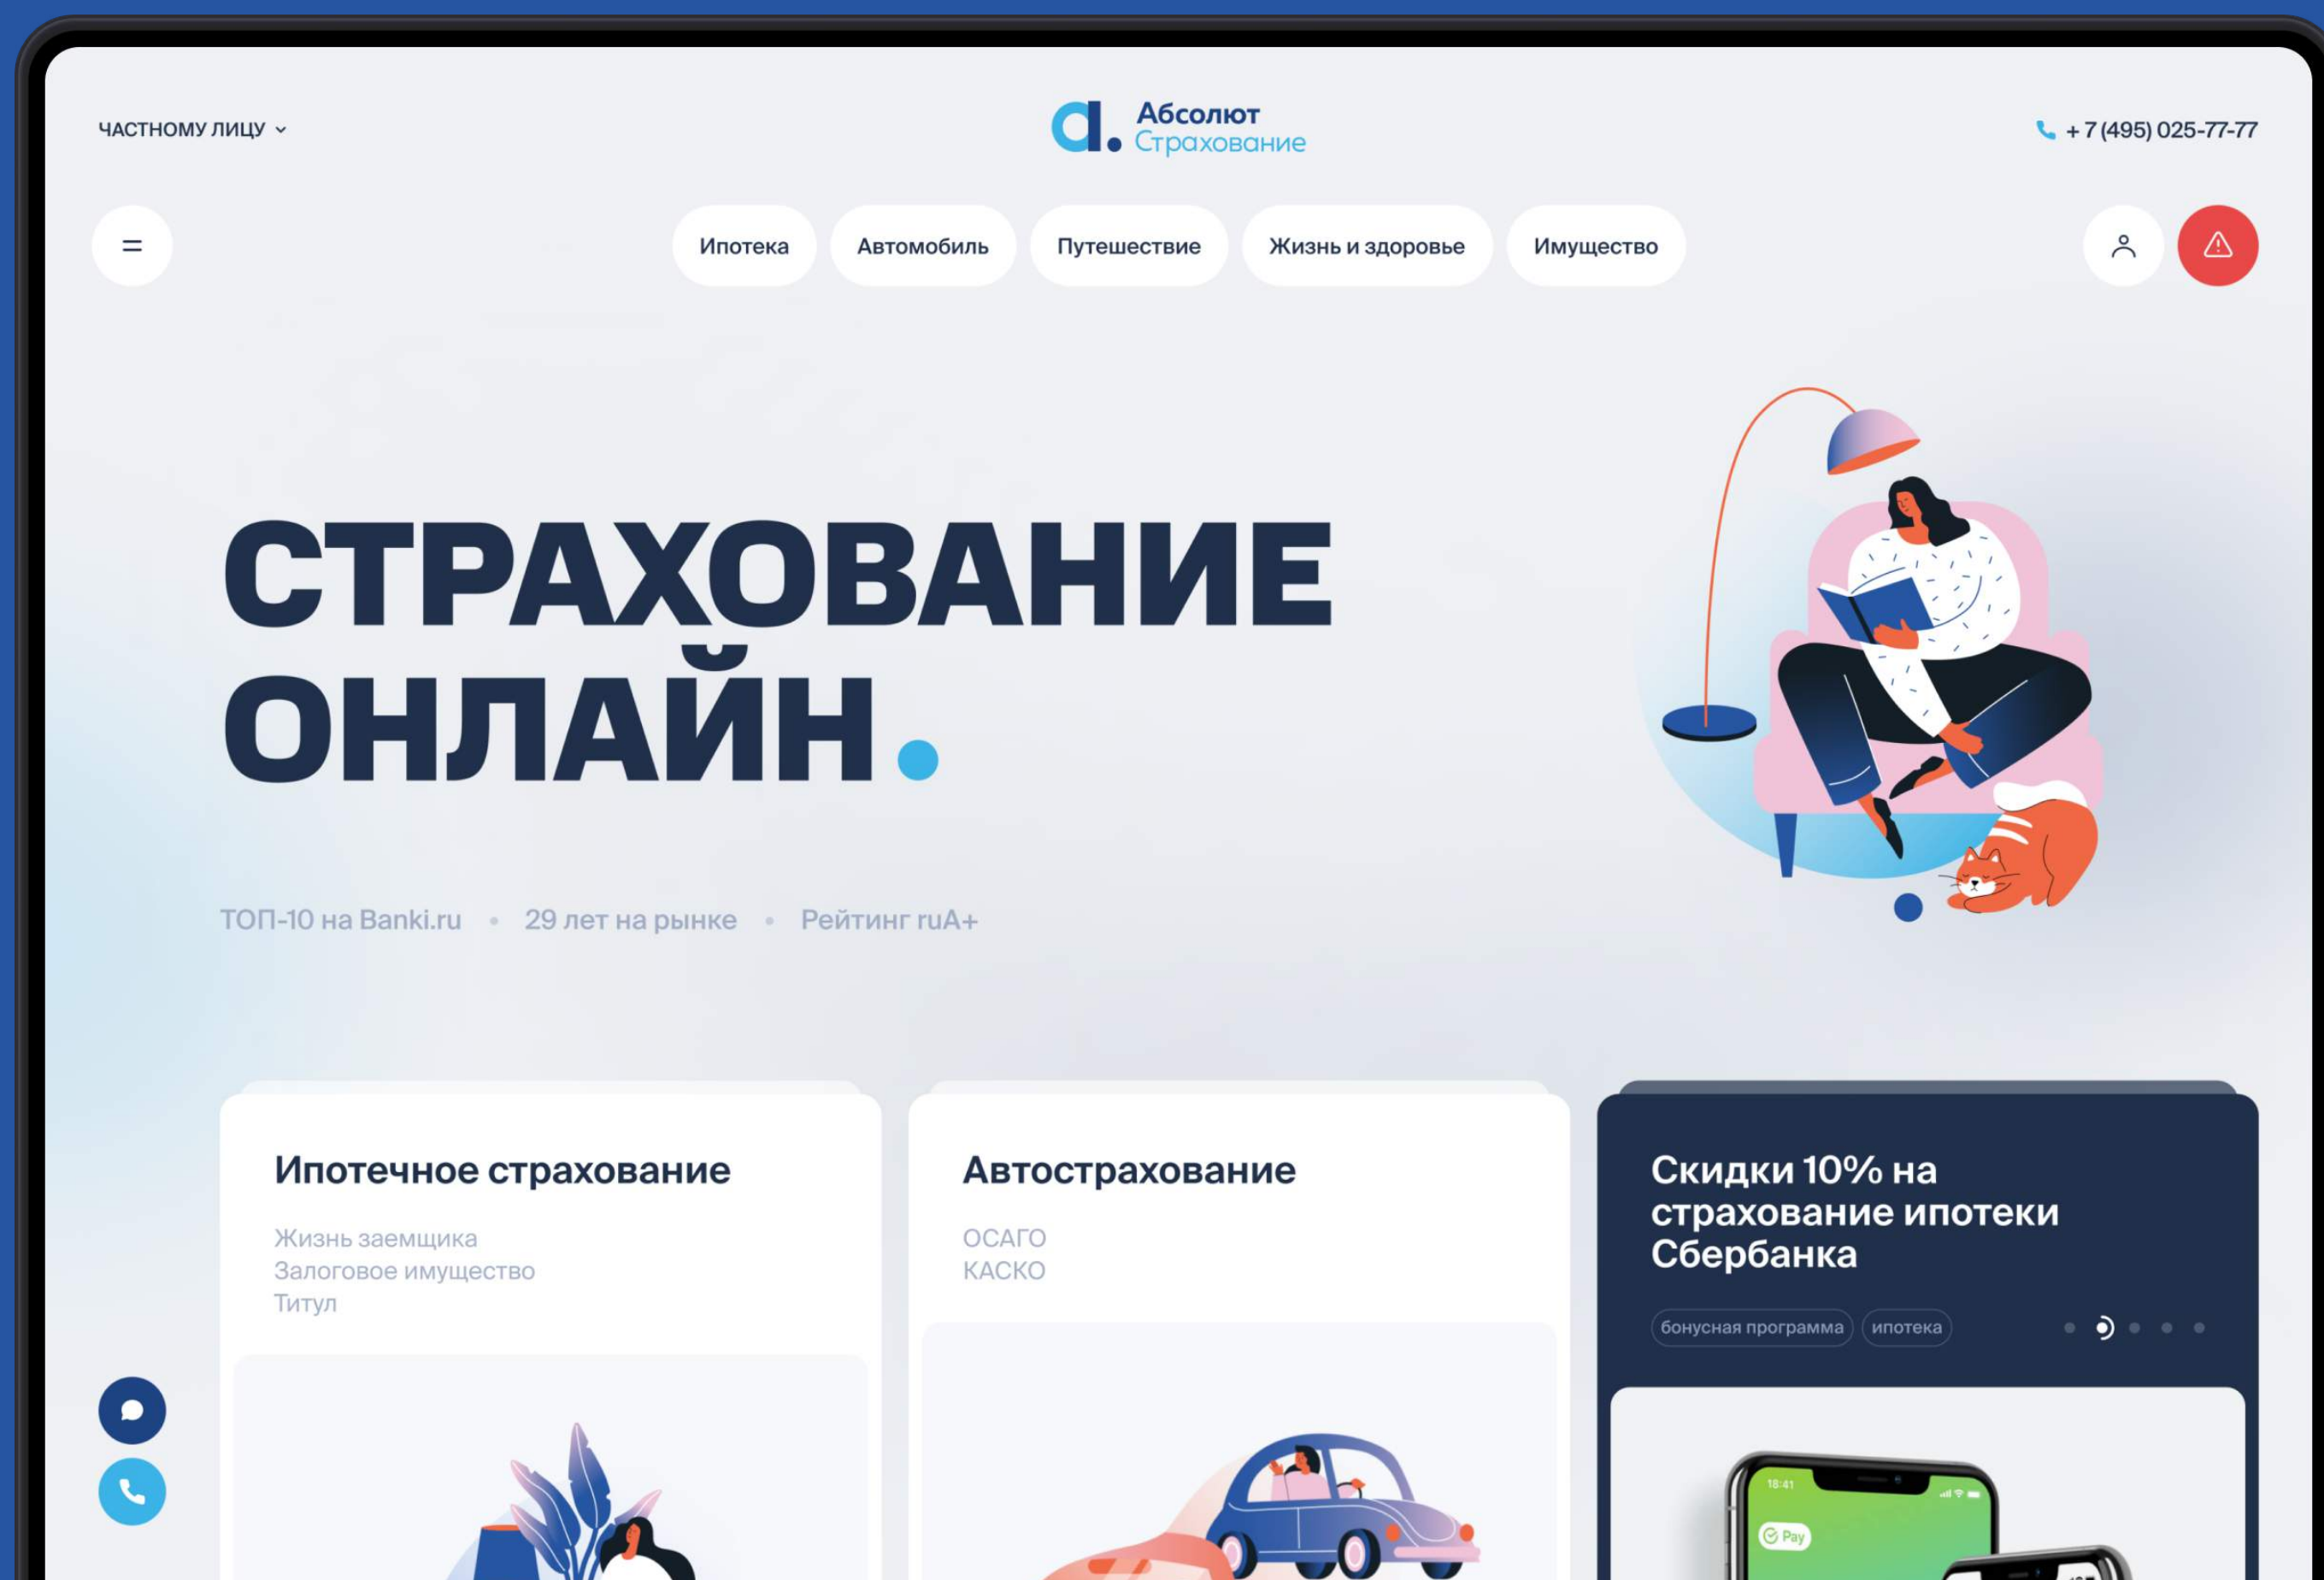 ЧАСТНОМУ ЛИЦУ
Абсолют
Страхование
+ 7 (495) 025-77-77
Ипотека
Автомобиль
Путешествие
Жизнь и здоровье
Имущество
СТРАХОВАНИЕ
ОНЛАЙН.
ТОП-10 на Banki.ru • 29 лет на рынке • Рейтинг ruA+
Ипотечное страхование
Жизнь заемщика
Залоговое имущество
Титул
Автострахование
ОСАГО
КАСКО
Скидки 10% на
страхование ипотеки
Сбербанка
бонусная программа
ипотека
18:41
Pay